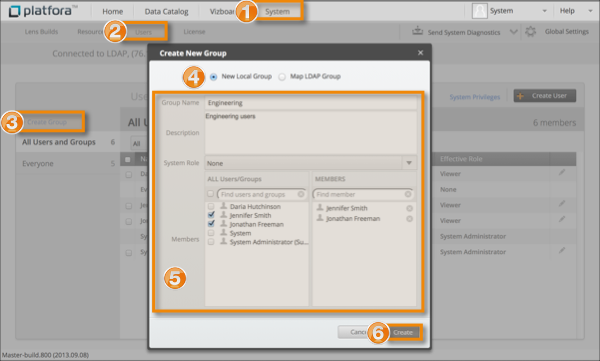 platfora
Home
Data Catalog
Vizboa
1
System
System
Help
Lens Builds
Resource
2
Users
License
Send System Diagnostics
Global Settings
Connected to LDAP, (76.
Create New Group
4
New Local Group
Map LDAP Group
System Privileges
Create User
3
Create Group
All Us
6 members
All Users and Groups 6
Everyone 5
All
Effective Role
Viewer
None
Viewer
Viewer
System Administrator
System Administrator
Group Name
Engineering
Description
Engineering users
System Role
None
ALL Users/Groups
MEMBERS
Find users and groups
Find member
Members
Daria Hutchinson
Jennifer Smith
Jonathan Freeman
System
System Administrator (Su...
Jennifer Smith
Jonathan Freeman
5
Canc
6
Create
Master-build.800 (2013.09.08)